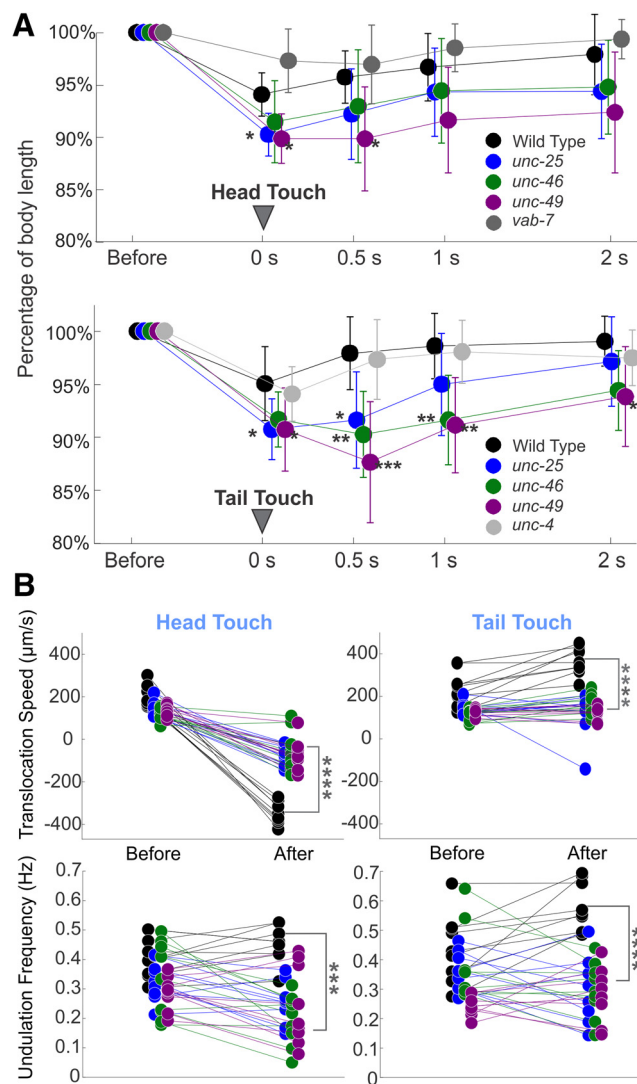 A
Percentage of body length
100%
95%
90%
85%
80%
*
*
*
Head Touch
Wild Type
unc-25
unc-46
unc-49
vab-7
Before
0 s
0.5 s
1 s
2 s
100%
95%
90%
85%
80%
*
*
*
**
***
**
**
*
Tail Touch
Wild Type
unc-25
unc-46
unc-49
unc-4
Before
0 s
0.5 s
1 s
2 s
B
Head Touch
Tail Touch
Translocation Speed (µm/s)
400
200
0
-200
-400
****
400
200
0
-200
-400
****
Before
After
Before
After
Undulation Frequency (Hz)
0.7
0.6
0.5
0.4
0.3
0.2
0.1
0
***
0.7
0.6
0.5
0.4
0.3
0.2
0.1
0
****